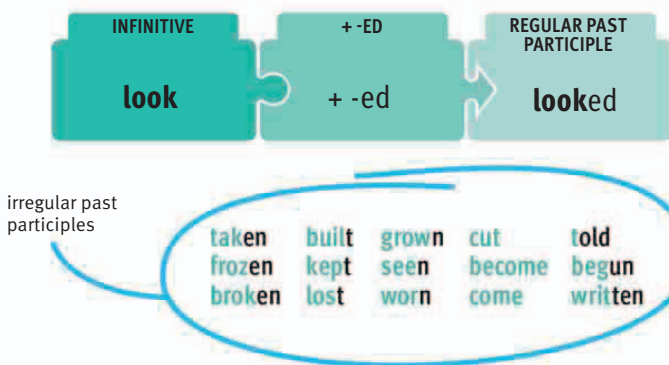 INFINITIVE
+ -ED
REGULAR PAST
PARTICIPLE
look
+ -ed
looked
irregular past
participles
taken built grown cut told
frozen kept seen become begun
broken lost worn come written